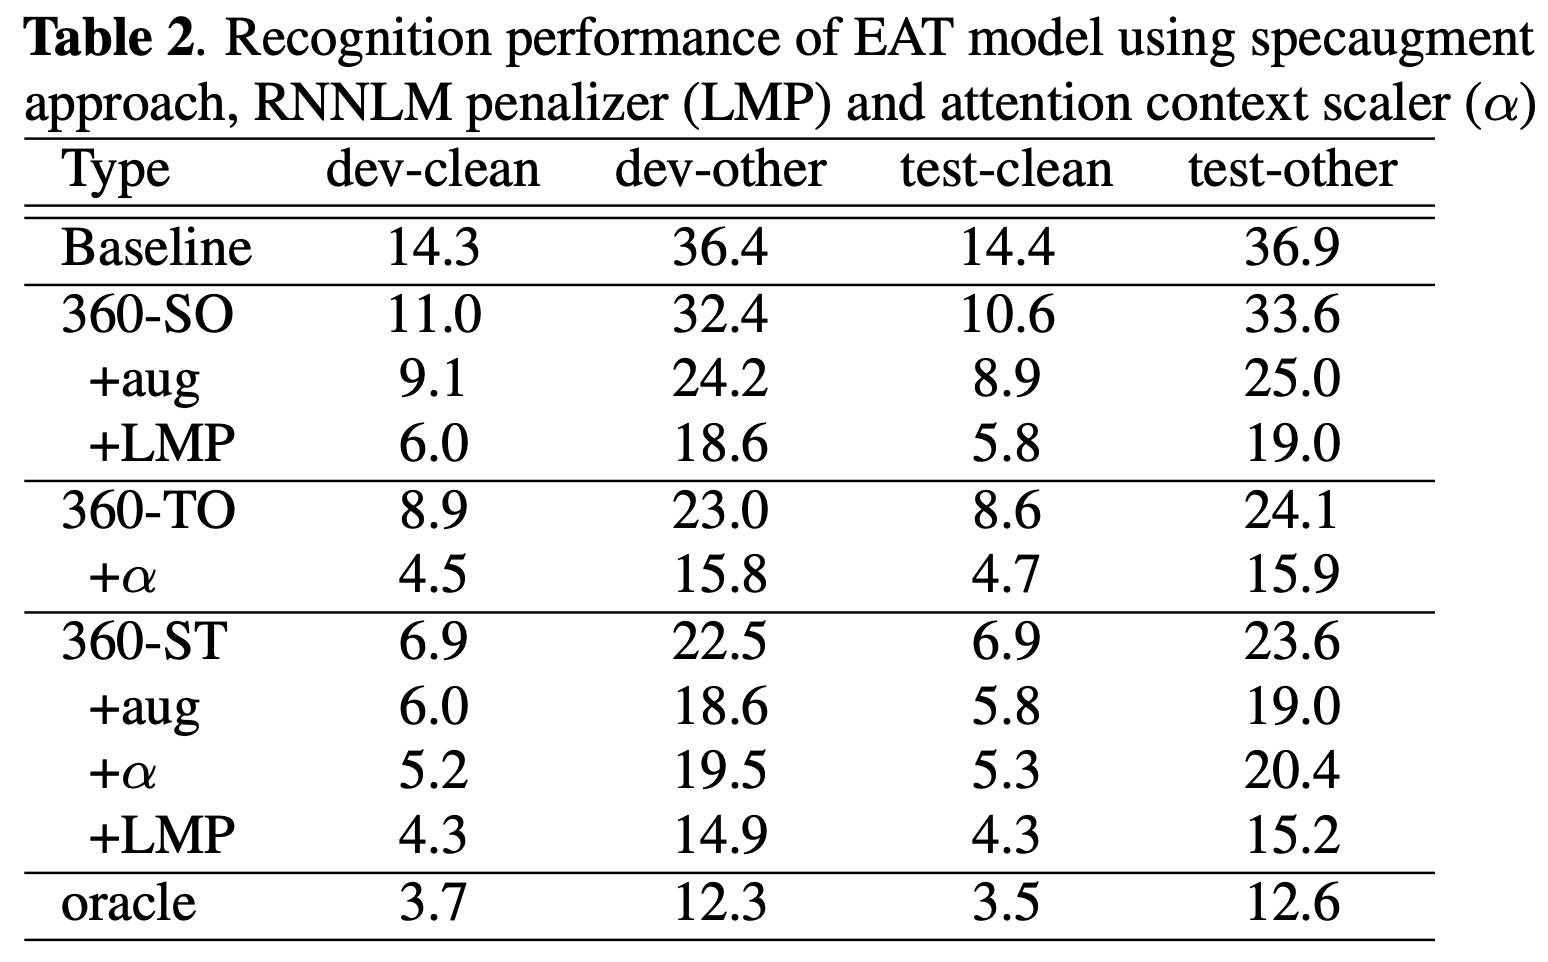 Table 2. Recognition performance of EAT model using specaugment
approach, RNNLM penalizer (LMP) and attention context scaler (α)
Type dev-clean dev-other test-clean test-other
Baseline 14.3 36.4 14.4 36.9
360-SO 11.0 32.4 10.6 33.6
+aug 9.1 24.2 8.9 25.0
+LMP 6.0 18.6 5.8 19.0
360-TO 8.9 23.0 8.6 24.1
+α 4.5 15.8 4.7 15.9
360-ST 6.9 22.5 6.9 23.6
+aug 6.0 18.6 5.8 19.0
+α 5.2 19.5 5.3 20.4
+LMP 4.3 14.9 4.3 15.2
oracle 3.7 12.3 3.5 12.6